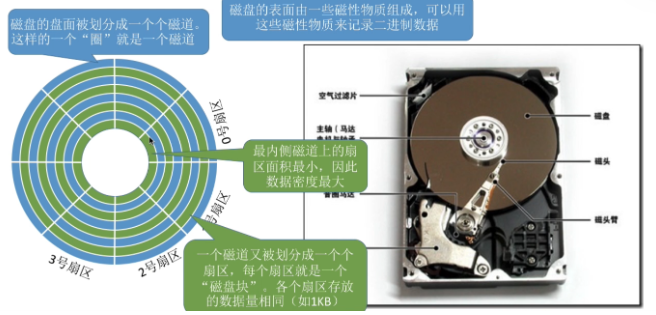 磁盘的盘面被划分成一个个磁道。
这样的一个“圈”就是一个磁道
磁盘的表面由一些磁性物质组成，可以用
这些磁性物质来记录二进制数据
空气过滤片
主轴（马达
磁盘
磁头
音圈马达
磁头臂
0号扇区
最内侧磁道上的扇
区面积最小，因此
数据密度最大
号扇区
2号扇区
3号扇区
一个磁道又被划分成一个个
扇区，每个扇区就是一个
“磁盘块”。各个扇区存放
的数据量相同（如1KB）